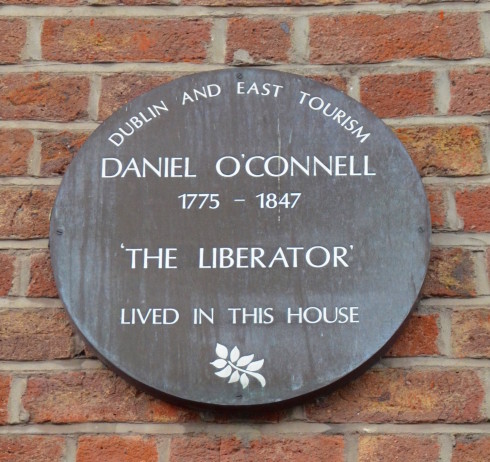 DUBLIN AND EAST TOURISM
DANIEL O'CONNELL
1775 – 1847
'THE LIBERATOR'
LIVED IN THIS HOUSE